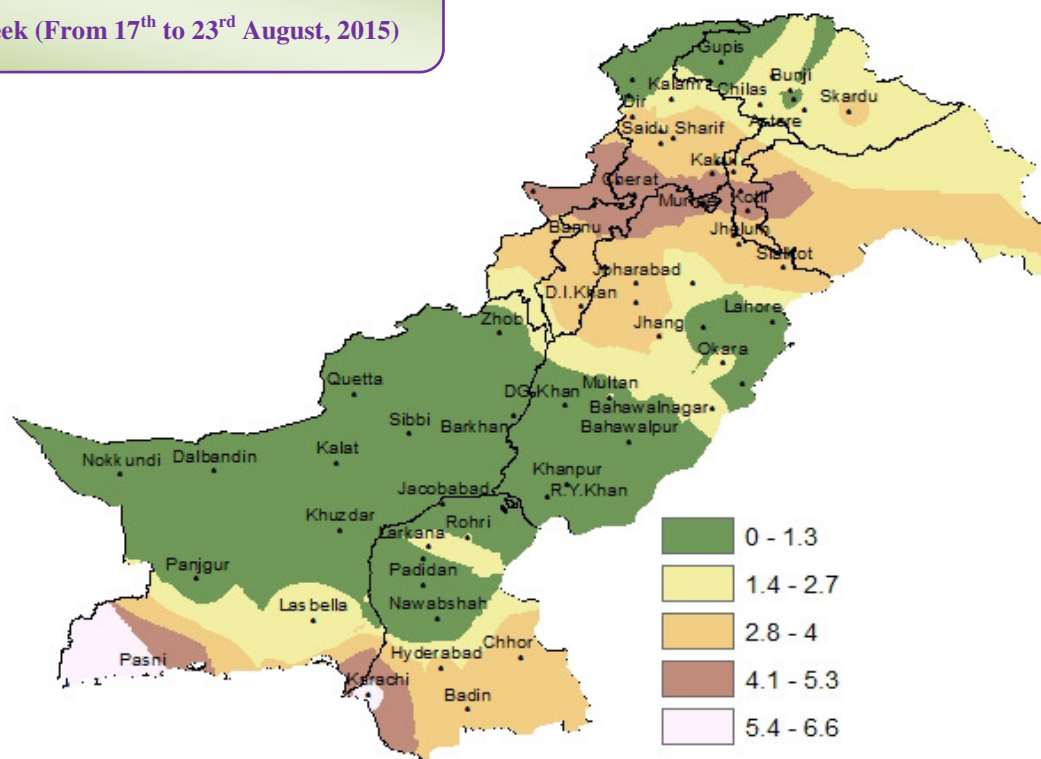 eek (From 17th to 23rd August, 2015)
Gupis
Kalam
Chilas
Bunji
Skardu
Dir
Astore
Saidu Sharif
Kakul
Cherat
Murree
Kotli
Bannu
Jhelum
Sialkot
Joharabad
D.I.Khan
Lahore
Zhob
Jhang
Okara
Quetta
DG.Khan
Multan
Bahawalnagar
Sibbi
Barkhan
Bahawalpur
Nokkundi
Dalbandin
Kalat
Khanpur
Jacobabad
R.Y.Khan
Khuzdar
Rohri
Larkana
Panjgur
Padidan
Lasbella
Nawabshah
Pasni
Hyderabad
Chhor
Karachi
Badin
0 - 1.3
1.4 - 2.7
2.8 - 4
4.1 - 5.3
5.4 - 6.6